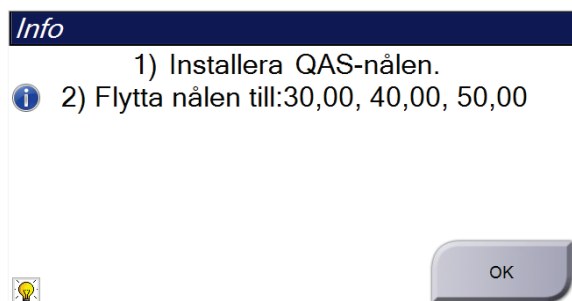 Info
1) Installera QAS-nålen.
2) Flytta nålen till:30,00, 40,00, 50,00
OK